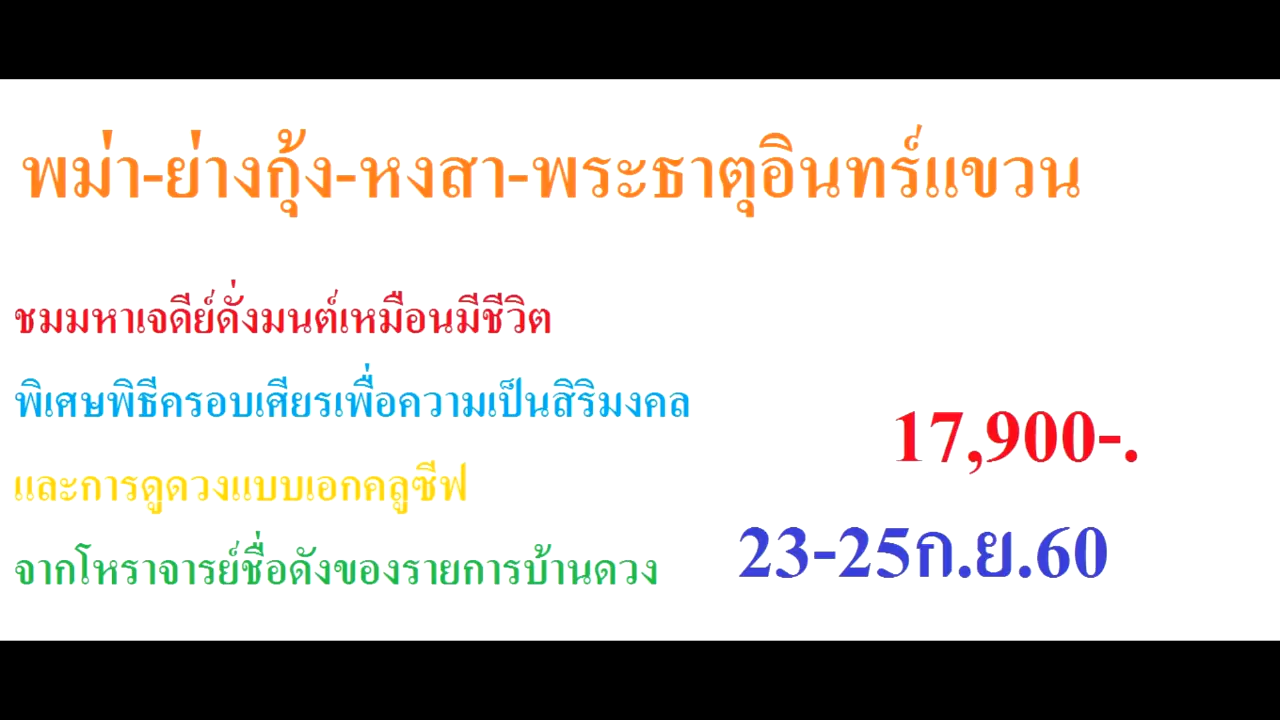 พม่า-ย่างกุ้ง-หงสา-พระธาตุอินทร์แขวน
ชมมหาเจดีย์ดั่งมนต์เหมือนมีชีวิต
พิเศษพิธีครอบเศียรเพื่อความเป็นสิริมงคล
และการดูดวงแบบเอกคลูซีฟ
จากโหราจารย์ชื่อดังของรายการบ้านดวง
17,900-.
23-25ก.ย.60